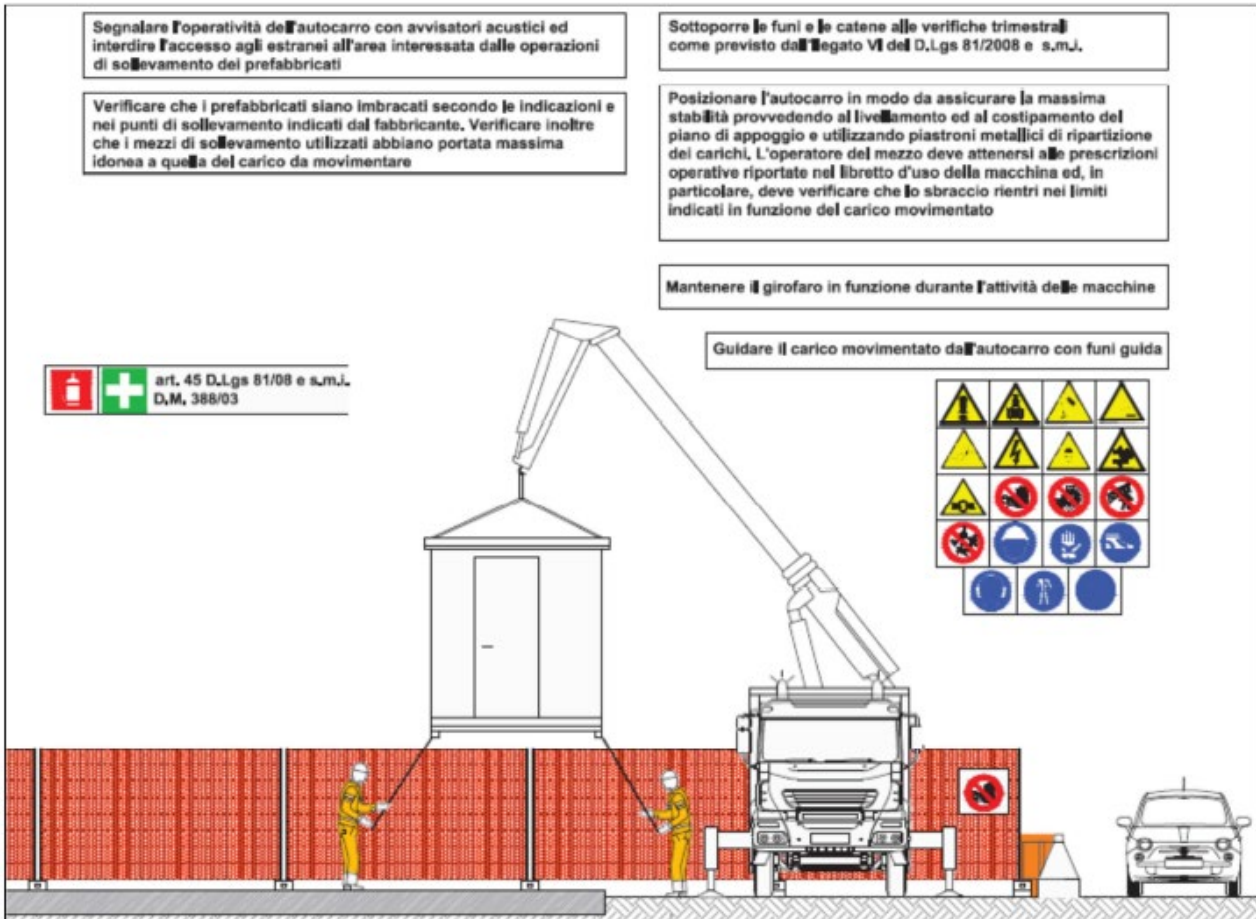 Segnalare l'operatività dell'autocarro con avvisatori acustici ed
interdire l'accesso agli estranei all'area interessata dalle operazioni
di sollevamento dei prefabbricati
Verificare che i prefabbricati siano imbracati secondo le indicazioni e
nei punti di sollevamento indicati dal fabbricante. Verificare inoltre
che i mezzi di sollevamento utilizzati abbiano portata massima
idonea a quella del carico da movimentare
Sottoporre le funi e le catene alle verifiche trimestrali
come previsto dall'llegato VI del D.Lgs 81/2008 e s.m.i.
Posizionare l'autocarro in modo da assicurare la massima
stabilità provvedendo al livellamento ed al costipamento del
piano di appoggio e utilizzando piastroni metallici di ripartizione
dei carichi. L'operatore del mezzo deve attenersi alle prescrizioni
operative riportate nel libretto d'uso della macchina ed, in
particolare, deve verificare che lo sbraccio rientri nei limiti
indicati in funzione del carico movimentato
Mantenere il girofaro in funzione durante l'attività delle macchine
Guidare il carico movimentato dall'autocarro con funi guida
art. 45 D.Lgs 81/08 e s.m.i.
D.M. 388/03